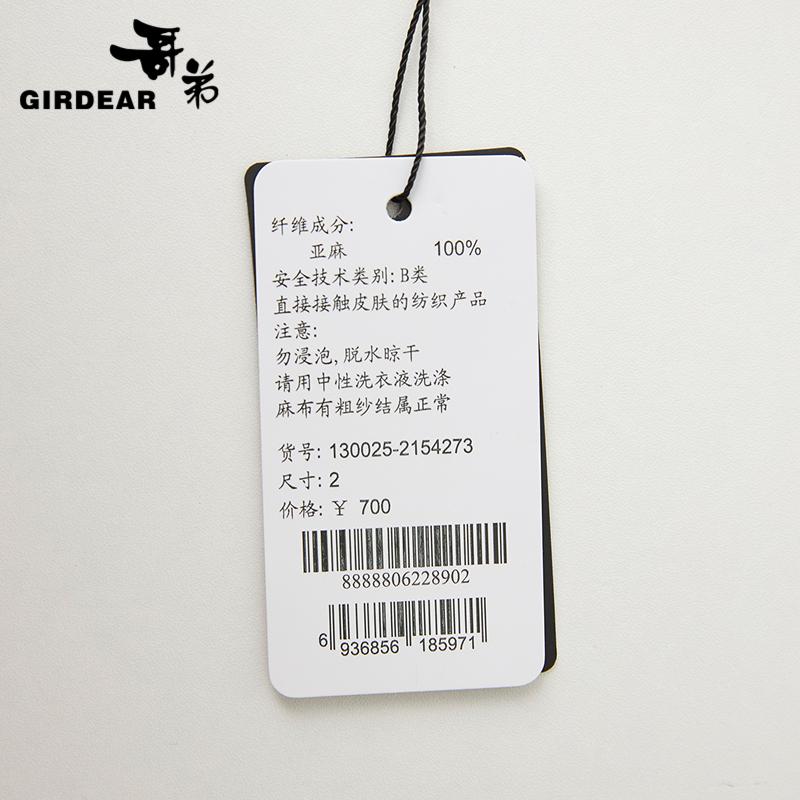 哥弟
GIRDEAR
纤维成分:
亚麻 100%
安全技术类别: B类
直接接触皮肤的纺织产品
注意:
勿浸泡, 脱水晾干
请用中性洗衣液洗涤
麻布有粗纱结属正常
货号: 130025-2154273
尺寸: 2
价格: ¥ 700
8888806228902
6 936856 185971